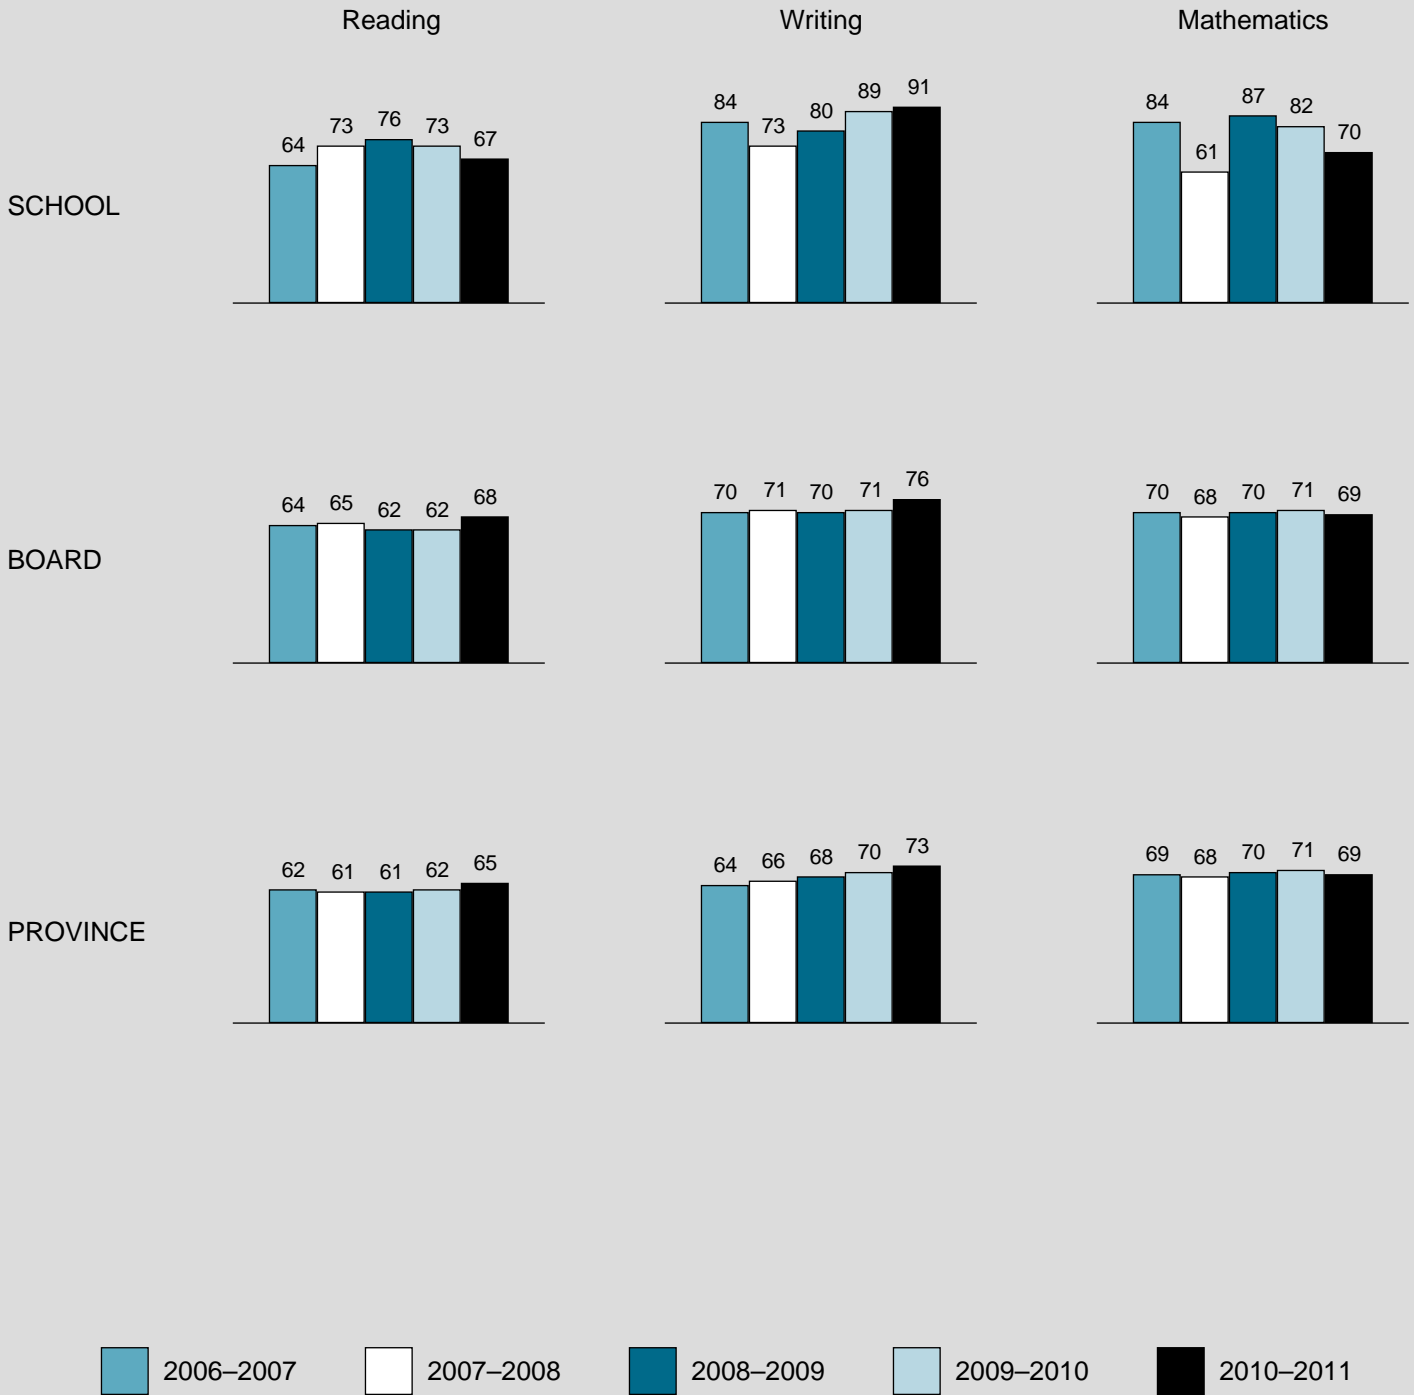 Reading Writing Mathematics
SCHOOL
64 73 76 73 67
84 73 80 89 91
84 61 87 82 70
BOARD
64 65 62 62 68
70 71 70 71 76
70 68 70 71 69
PROVINCE
62 61 61 62 65
64 66 68 70 73
69 68 70 71 69
2006–2007 2007–2008 2008–2009 2009–2010 2010–2011